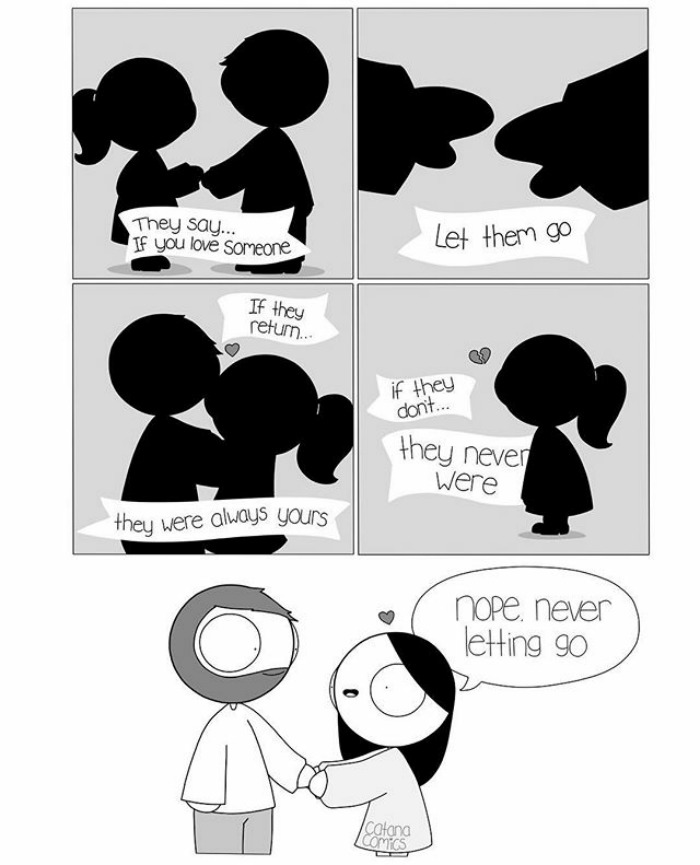 They say...
If you love someone
Let them go
If they
return...
they were always yours
if they
don't...
they never
were
nope. never
letting go
Catana
Comics